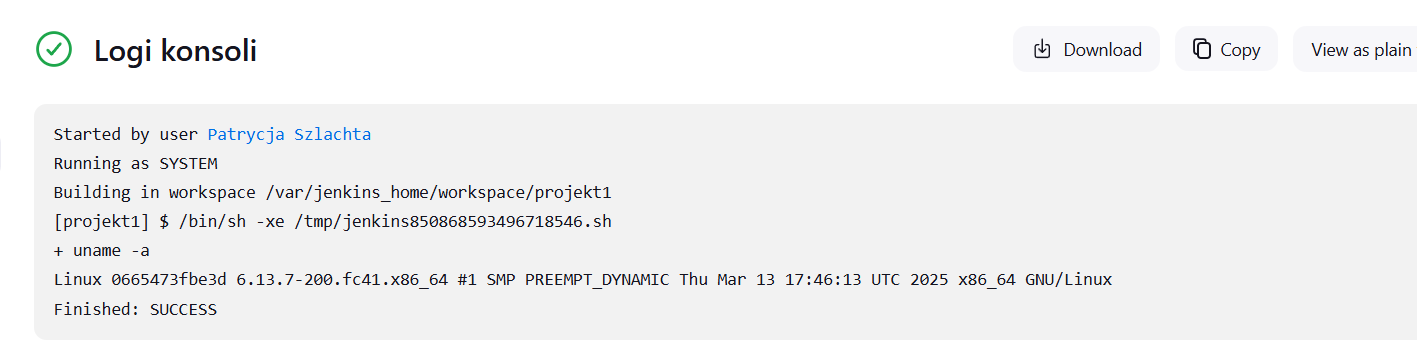 Logi konsoli
Download
Copy
View as plain
Started by user Patrycja Szlachta
Running as SYSTEM
Building in workspace /var/jenkins_home/workspace/projekt1
[projekt1] $ /bin/sh -xe /tmp/jenkins850868593496718546.sh
+ uname -a
Linux 0665473fbe3d 6.13.7-200.fc41.x86_64 #1 SMP PREEMPT_DYNAMIC Thu Mar 13 17:46:13 UTC 2025 x86_64 GNU/Linux
Finished: SUCCESS